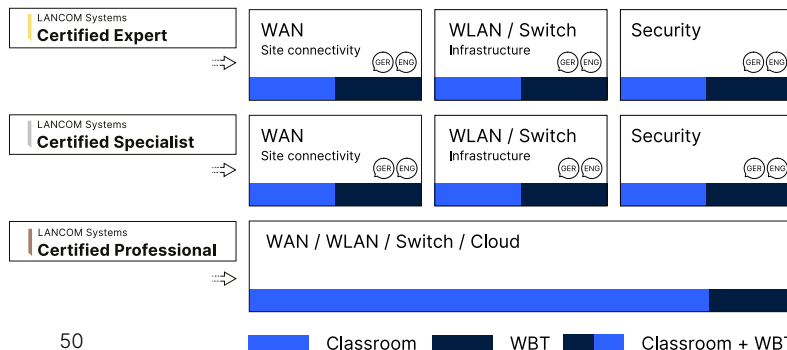 LANCOM Systems
Certified Expert
WAN
Site connectivity
GER ENG
WLAN / Switch
Infrastructure
GER ENG
Security
GER ENG
LANCOM Systems
Certified Specialist
WAN
Site connectivity
GER ENG
WLAN / Switch
Infrastructure
GER ENG
Security
GER ENG
LANCOM Systems
Certified Professional
WAN / WLAN / Switch / Cloud
50
Classroom WBT Classroom + WBT